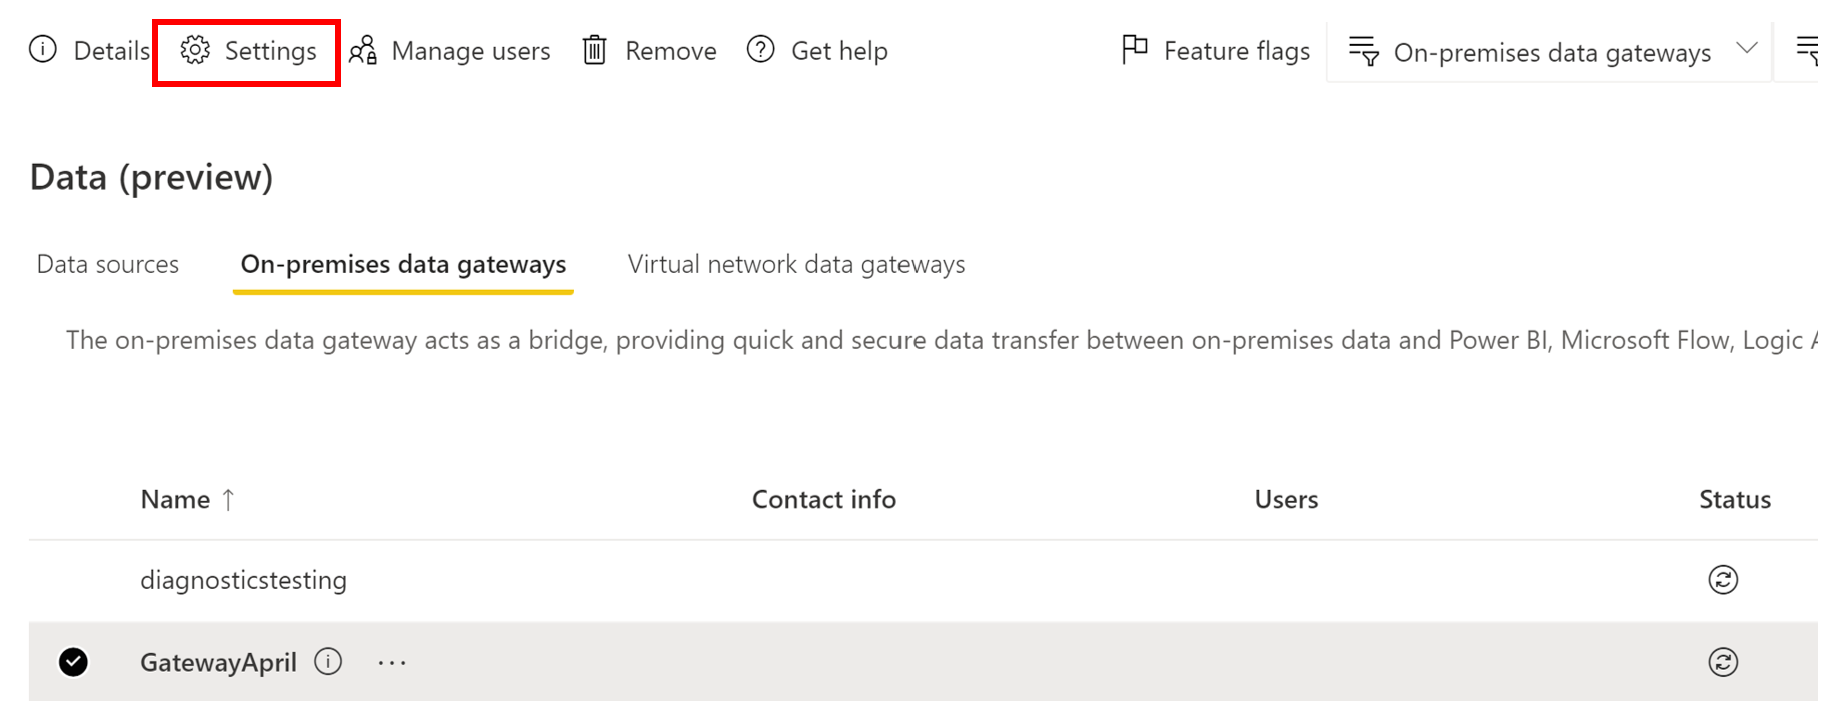 Details Settings Manage users Remove Get help Feature flags On-premises data gateways
Data (preview)
Data sources On-premises data gateways Virtual network data gateways
The on-premises data gateway acts as a bridge, providing quick and secure data transfer between on-premises data and Power BI, Microsoft Flow, Logic
Name ↑ Contact info Users Status
diagnosticstesting
GatewayApril ...